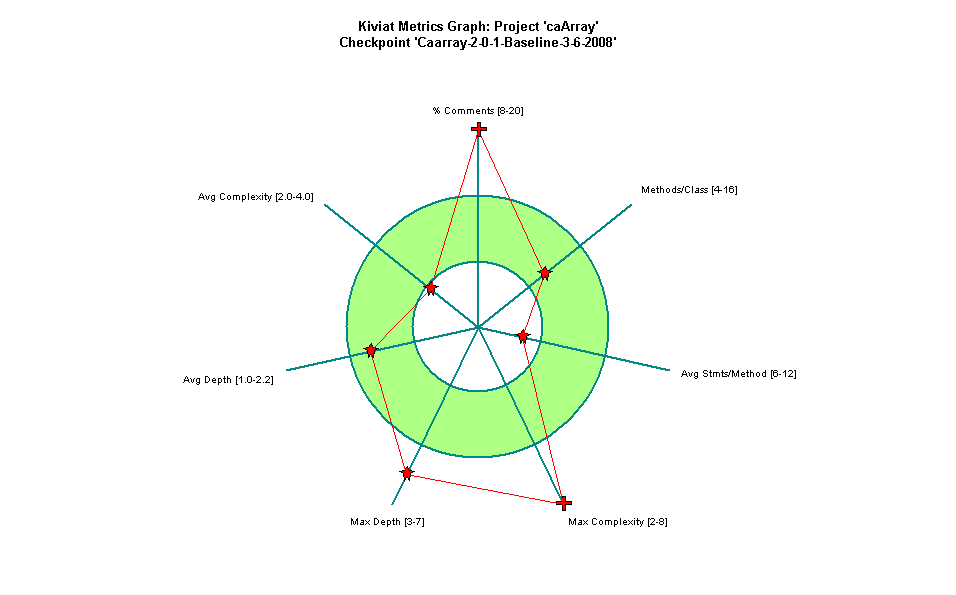 Kiviat Metrics Graph: Project 'caArray'
Checkpoint 'Caarray-2-0-1-Baseline-3-6-2008'
% Comments [8-20]
Methods/Class [4-16]
Avg Complexity [2.0-4.0]
Avg Stmts/Method [6-12]
Avg Depth [1.0-2.2]
Max Depth [3-7]
Max Complexity [2-8]